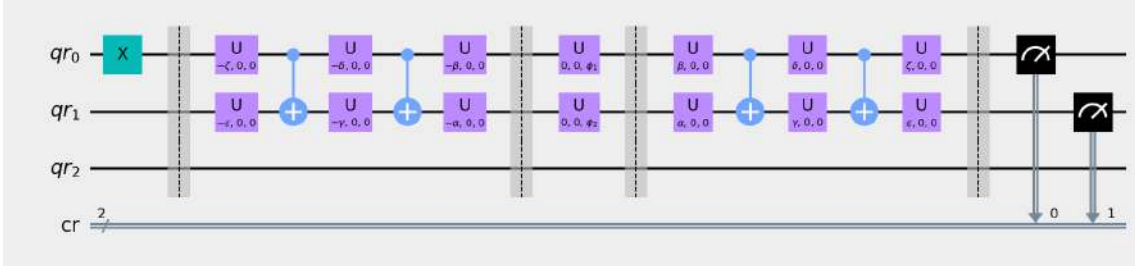 qr₀ X U −ζ, 0, 0 U −δ, 0, 0 U −β, 0, 0 U 0, 0, φ₁ U β, 0, 0 U δ, 0, 0 U ζ, 0, 0
qr₁ U −ε, 0, 0 U −γ, 0, 0 U −α, 0, 0 U 0, 0, φ₂ U α, 0, 0 U γ, 0, 0 U ε, 0, 0
qr₂
cr 2 0 1